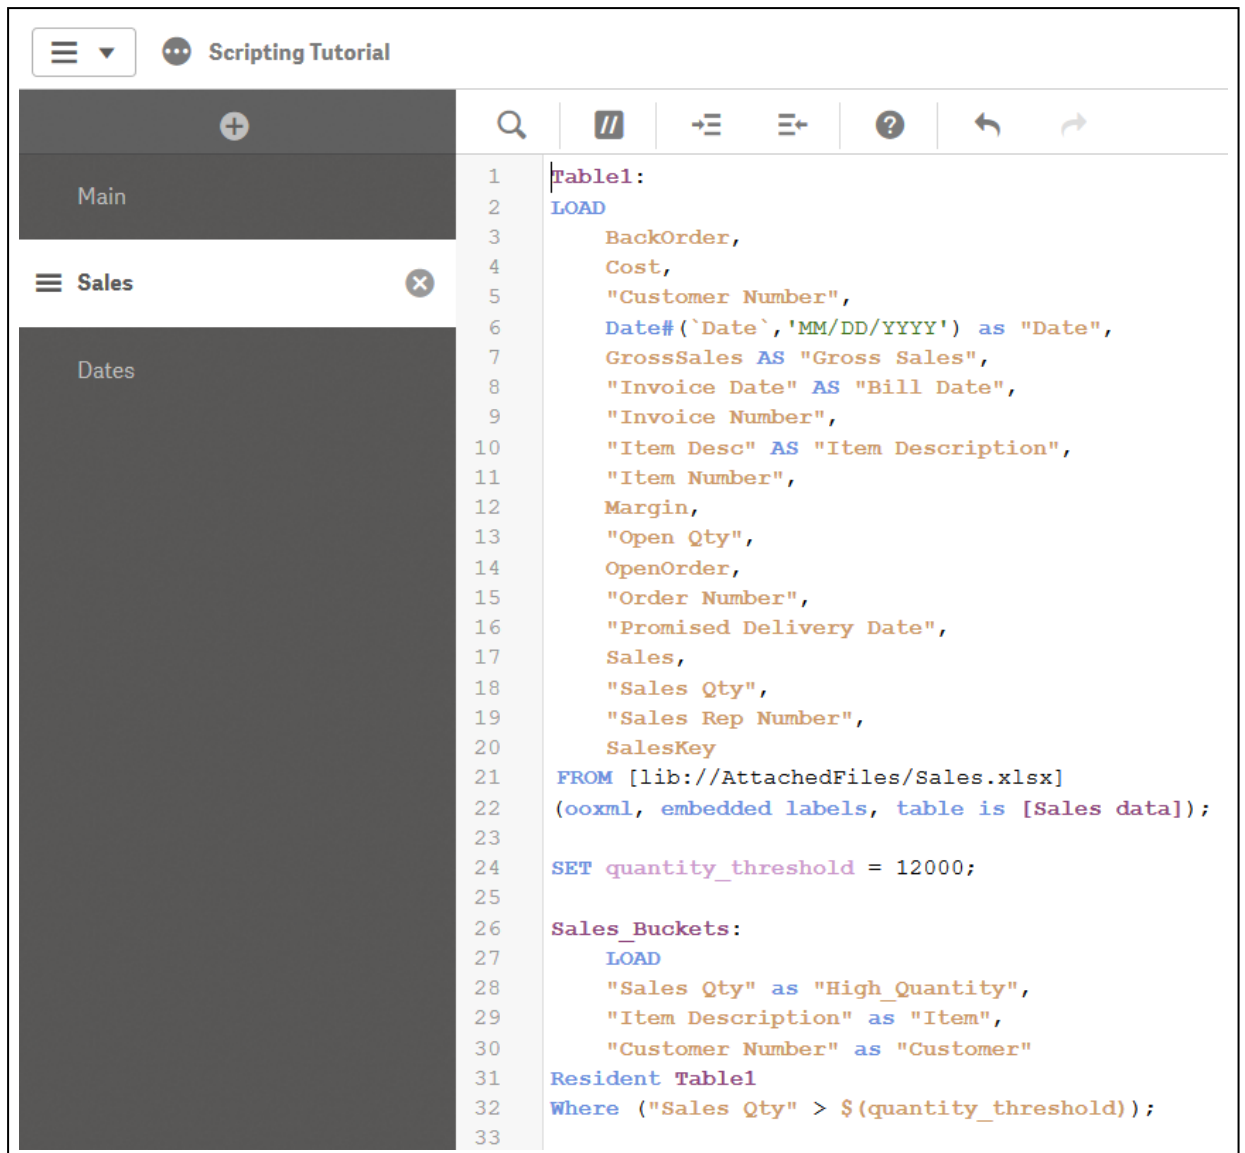 Scripting Tutorial
Main
Sales
Dates
1 Table1:
2 LOAD
3 BackOrder,
4 Cost,
5 "Customer Number",
6 Date#(`Date`,'MM/DD/YYYY') as "Date",
7 GrossSales AS "Gross Sales",
8 "Invoice Date" AS "Bill Date",
9 "Invoice Number",
10 "Item Desc" AS "Item Description",
11 "Item Number",
12 Margin,
13 "Open Qty",
14 OpenOrder,
15 "Order Number",
16 "Promised Delivery Date",
17 Sales,
18 "Sales Qty",
19 "Sales Rep Number",
20 SalesKey
21 FROM [lib://AttachedFiles/Sales.xlsx]
22 (ooxml, embedded labels, table is [Sales data]);
23
24 SET quantity_threshold = 12000;
25
26 Sales_Buckets:
27 LOAD
28 "Sales Qty" as "High_Quantity",
29 "Item Description" as "Item",
30 "Customer Number" as "Customer"
31 Resident Table1
32 Where ("Sales Qty" > $(quantity_threshold));
33